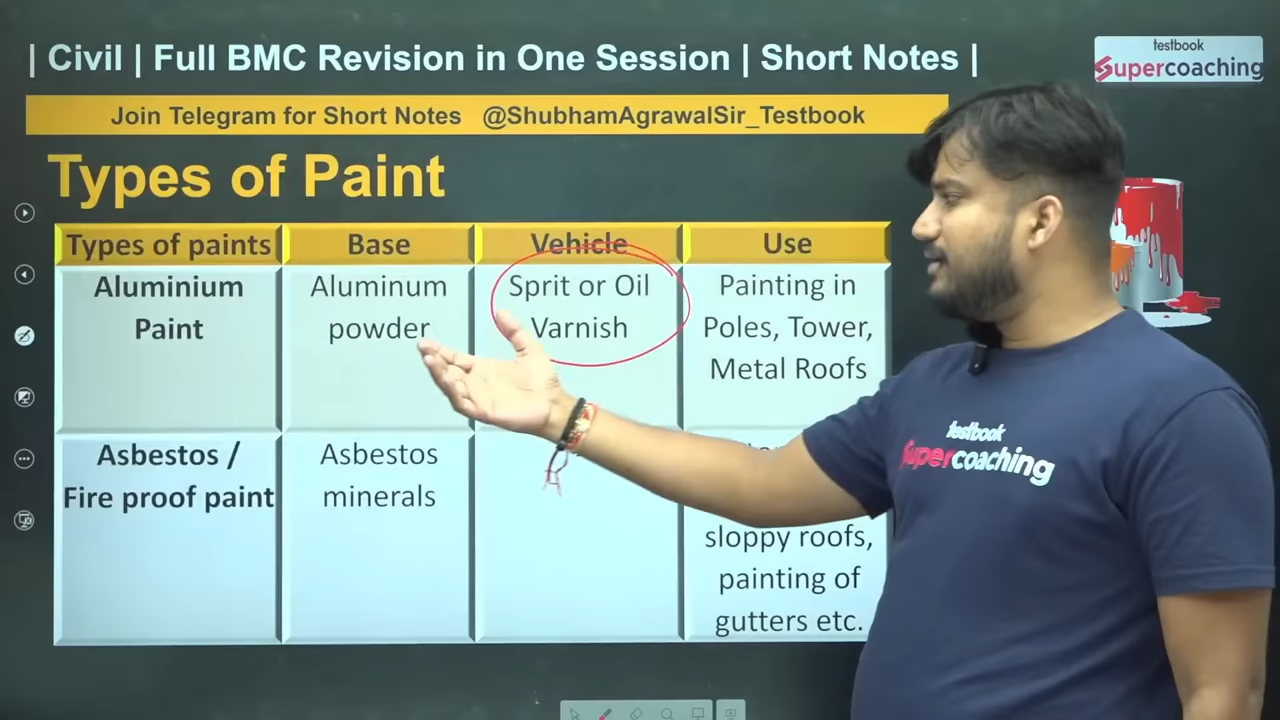 | Civil | Full BMC Revision in One Session | Short Notes |
testbook
Supercoaching
Join Telegram for Short Notes @ShubhamAgrawalSir_Testbook
Types of Paint
Types of paints Base Vehicle Use
Aluminium Paint
Aluminum powder
Sprit or Oil Varnish
Painting in Poles, Tower, Metal Roofs
Asbestos / Fire proof paint
Asbestos minerals
sloppy roofs, painting of gutters etc.
testbook
Supercoaching